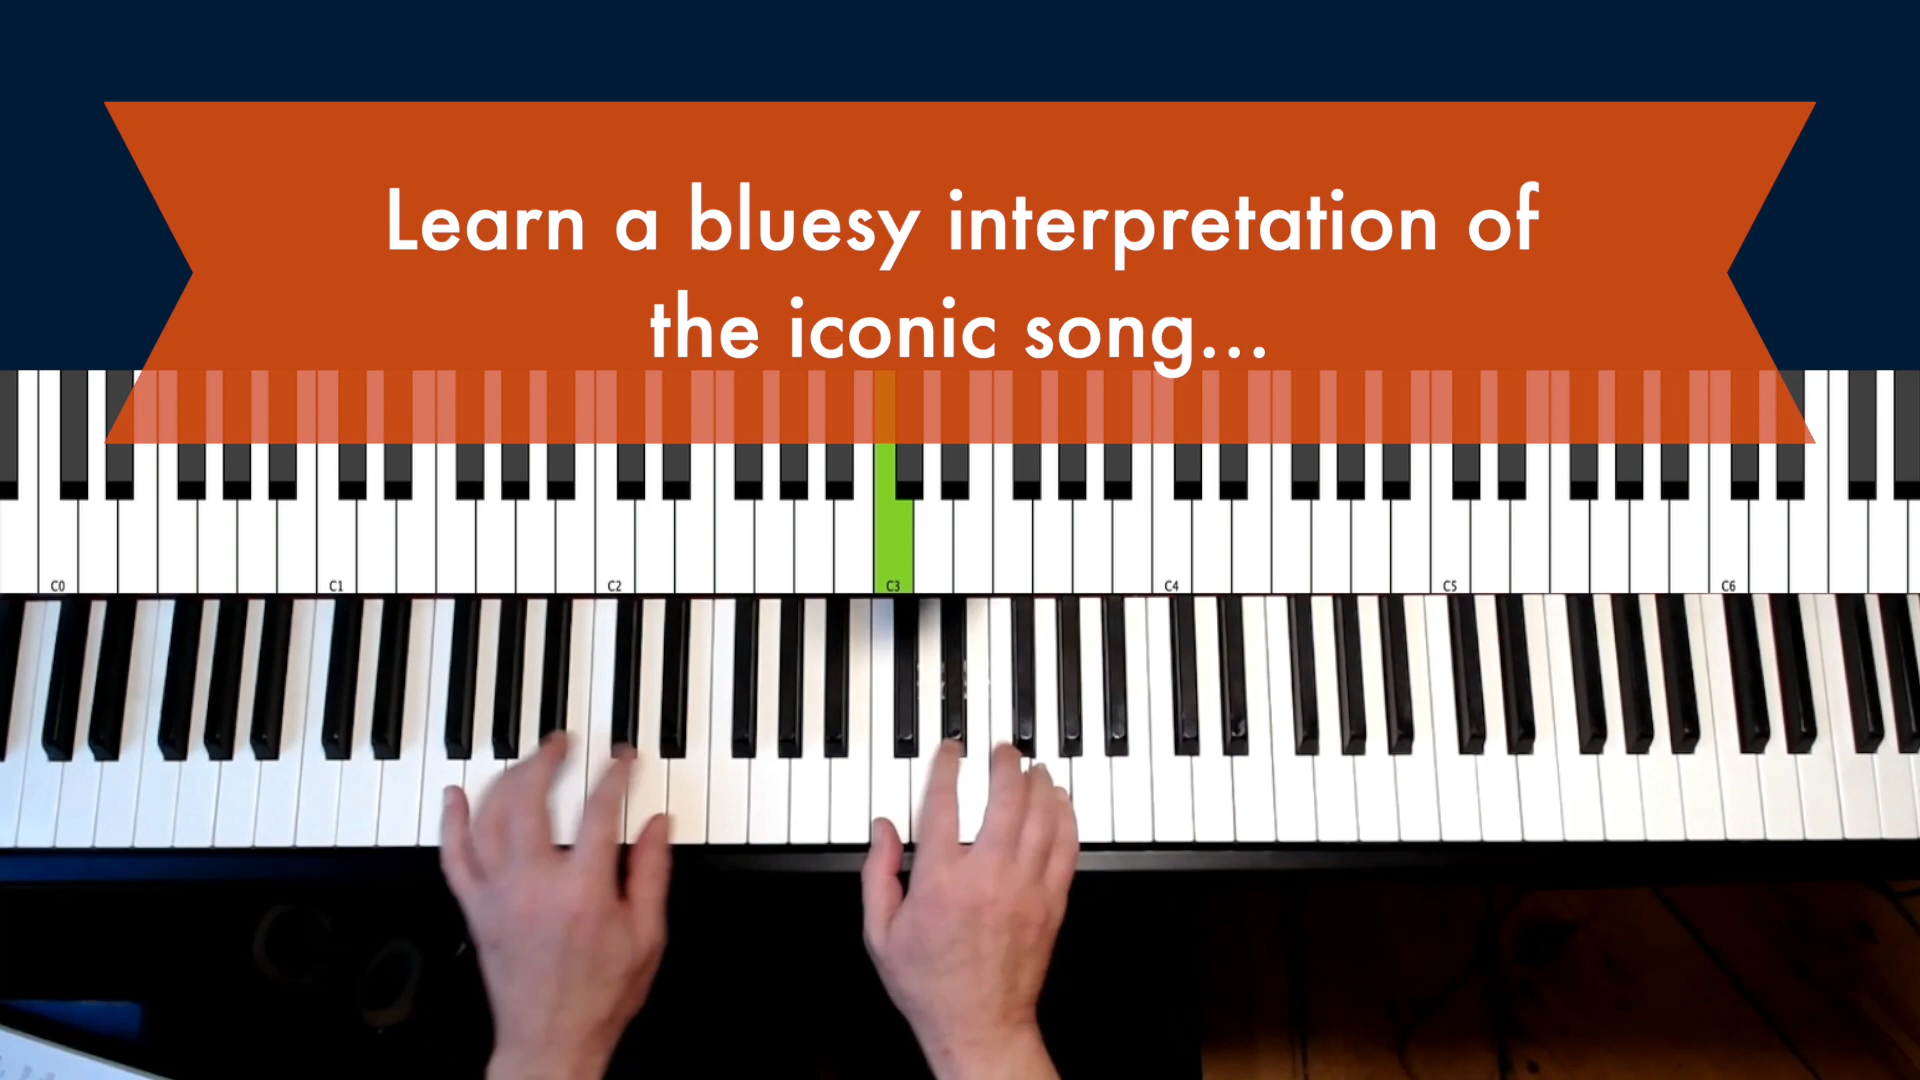 Learn a bluesy interpretation of
the iconic song...
C0 C1 C2 C3 C4 C5 C6